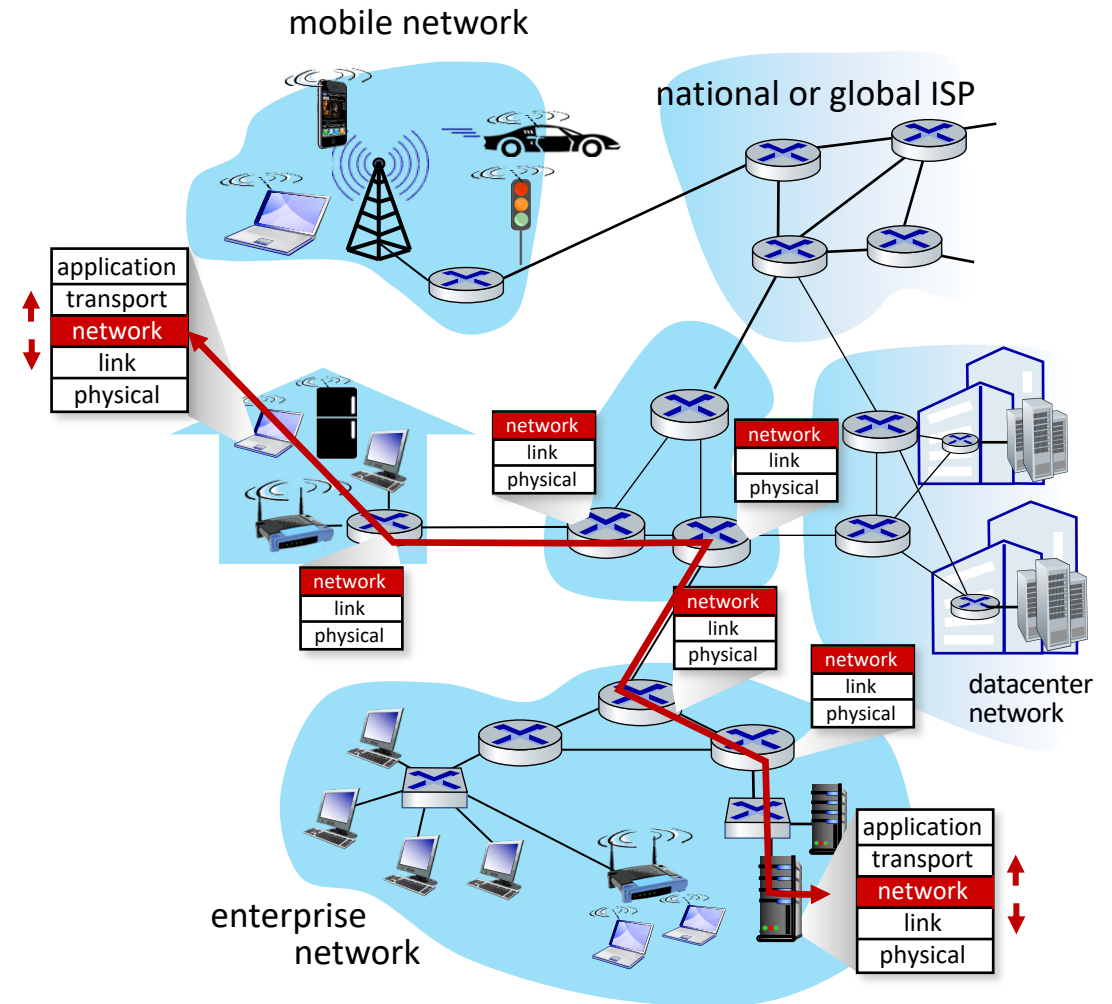 mobile network
national or global ISP
application
transport
network
link
physical
network
link
physical
network
link
physical
network
link
physical
network
link
physical
network
link
physical
datacenter
network
application
transport
network
link
physical
enterprise
network